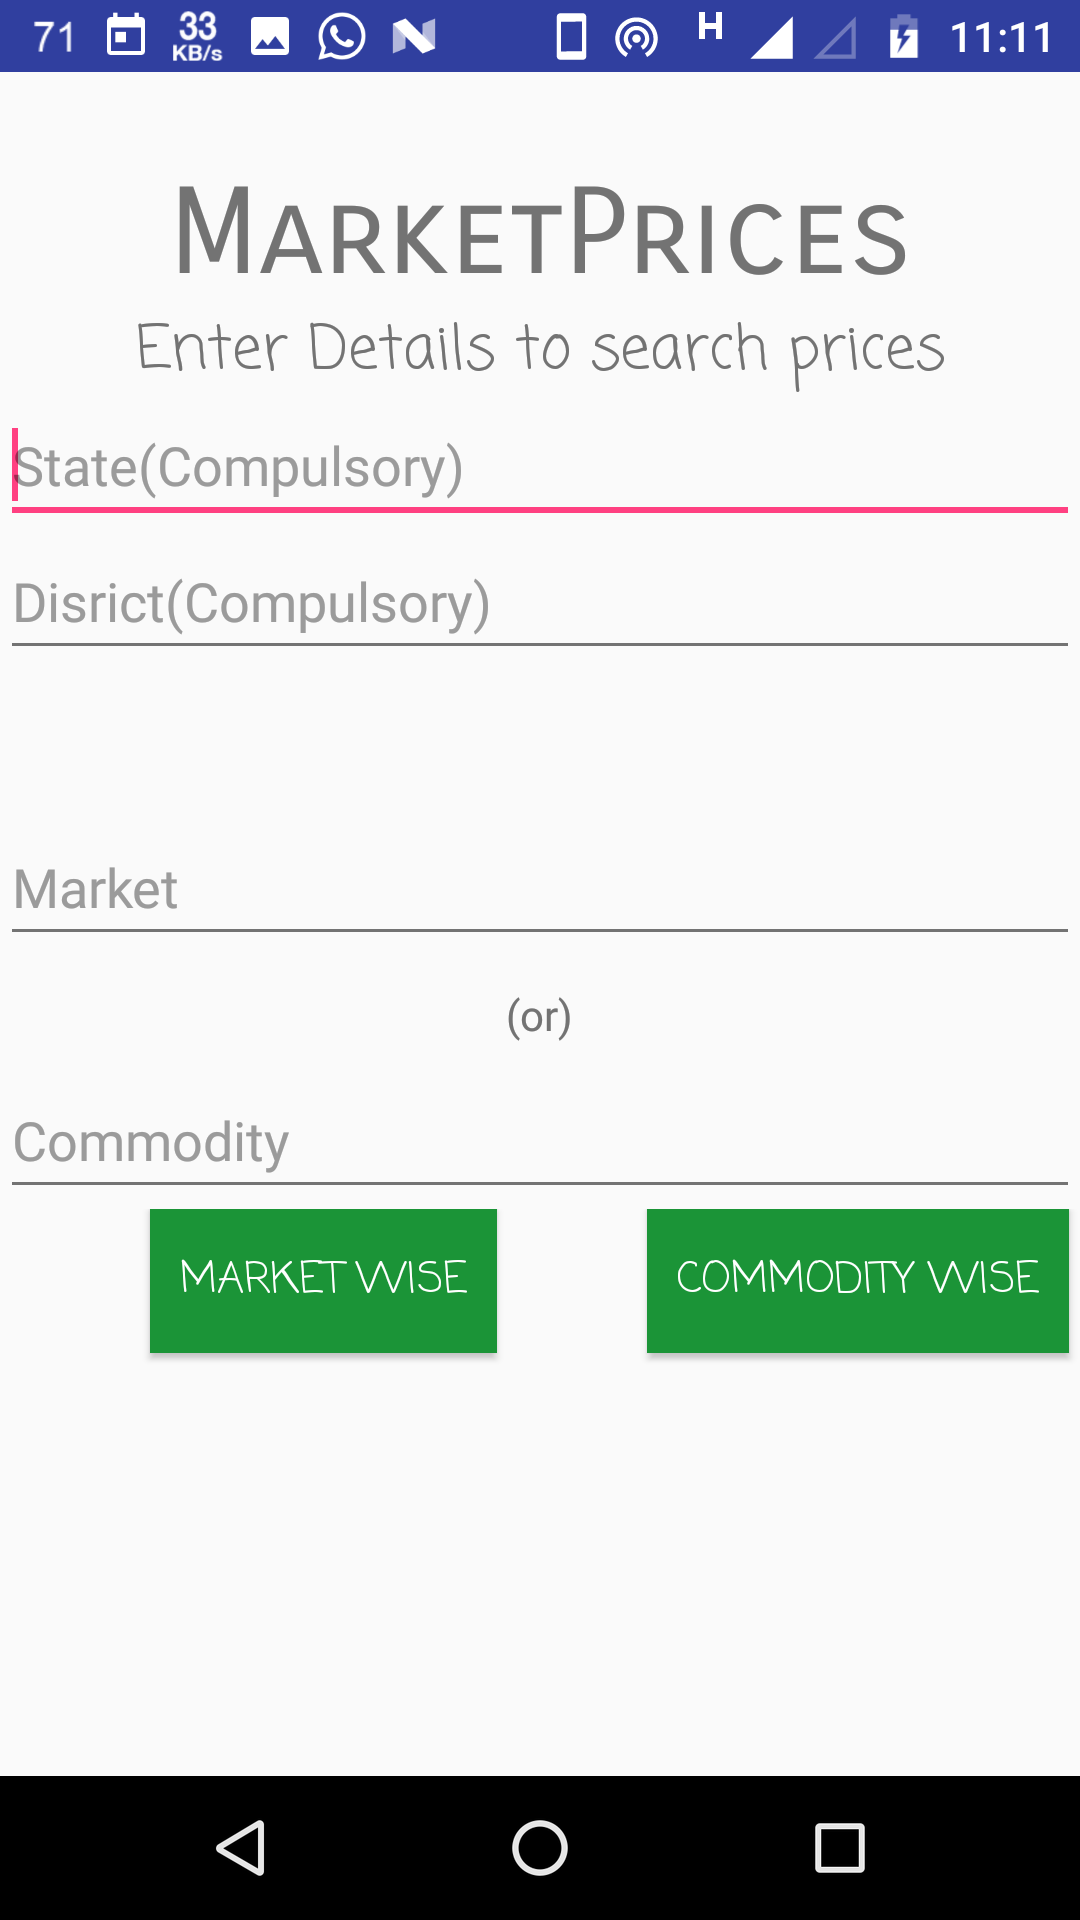 71 33 KB/s H 11:11
MarketPrices
Enter Details to search prices
State(Compulsory)
Disrict(Compulsory)
Market
(or)
Commodity
MARKET WISE COMMODITY WISE